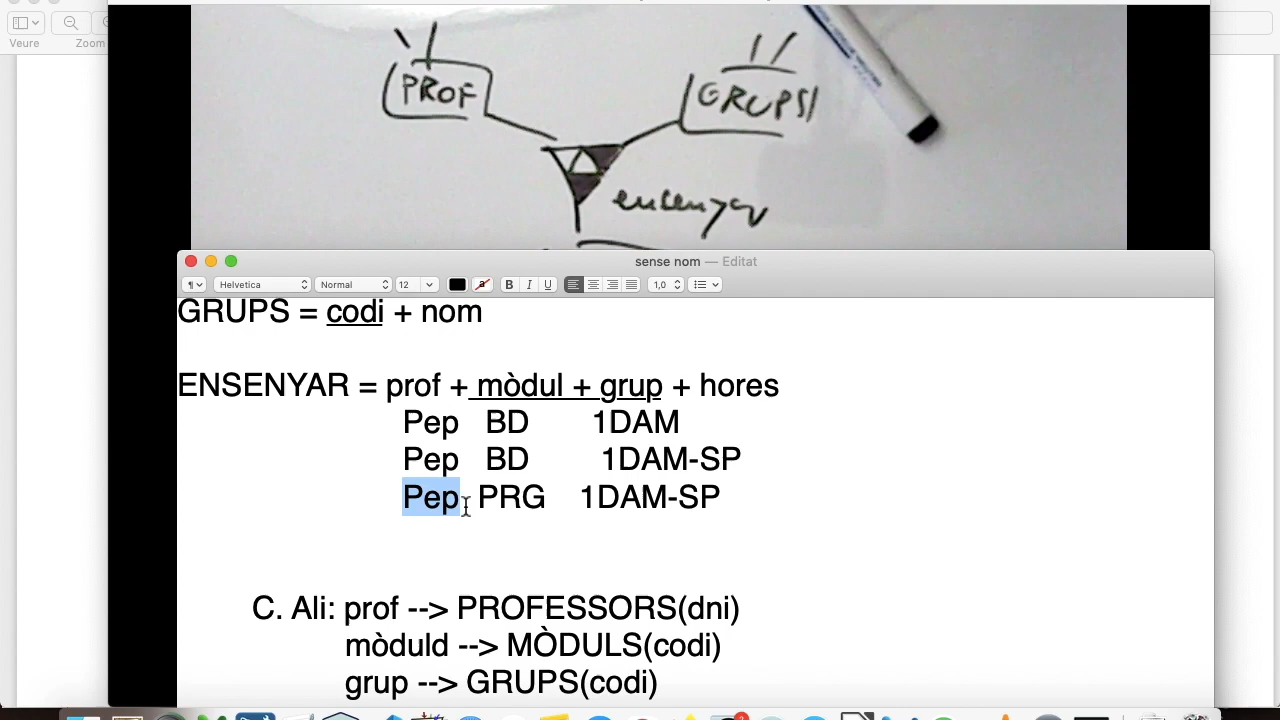 Veure
Zoom
PROF
GRUPS
ensenyar
sense nom — Editat
Helvetica
Normal
12
B I U
1,0
GRUPS = codi + nom
ENSENYAR = prof + mòdul + grup + hores
Pep BD 1DAM
Pep BD 1DAM-SP
Pep PRG 1DAM-SP
C. Ali: prof --> PROFESSORS(dni)
mòduld --> MÒDULS(codi)
grup --> GRUPS(codi)